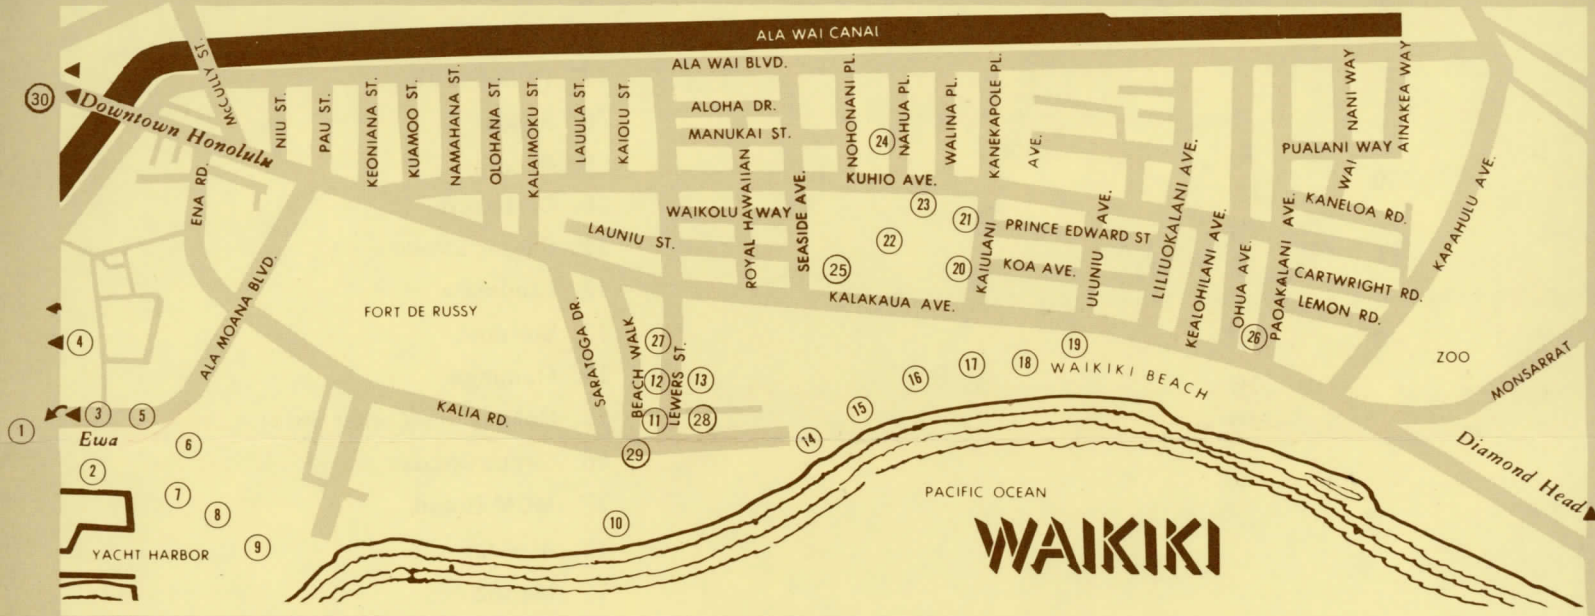 ALA WAI CANAL
McCULLY ST.
ALA WAI BLVD.
30
Downtown Honolulu
NIU ST.
PAU ST.
KEONIANA ST.
KUAMOO ST.
NAMAHANA ST.
OLOHANA ST.
KALAIMOKU ST.
LAUULA ST.
KAIOLU ST.
ALOHA DR.
MANUKAI ST.
NOHONANI PL.
24
NAHUA PL.
WALINA PL.
KANEKAPOLE PL.
AVE.
PUALANI WAY
WAI NANI WAY
AINAKEA WAY
ENA RD.
KUHIO AVE.
WAIKOLU WAY
LAUNIU ST.
ROYAL HAWAIIAN
SEASIDE AVE.
23
21
22
25
20
KAIULANI
PRINCE EDWARD ST
KOA AVE.
ULUNIU AVE.
LILIUOKALANI AVE.
KEALOHILANI AVE.
OHUA AVE.
PAOAKALANI AVE.
KANELOA RD.
CARTWRIGHT RD.
LEMON RD.
KAPAHULU AVE.
KALAKAUA AVE.
FORT DE RUSSY
ALA MOANA BLVD.
4
SARATOGA DR.
BEACH WALK
LEWERS ST.
27
12
13
11
28
29
26
19
18
17
16
15
14
WAIKIKI BEACH
ZOO
MONSARRAT
1
3
5
Ewa
6
2
7
8
9
KALIA RD.
10
YACHT HARBOR
PACIFIC OCEAN
WAIKIKI
Diamond Head